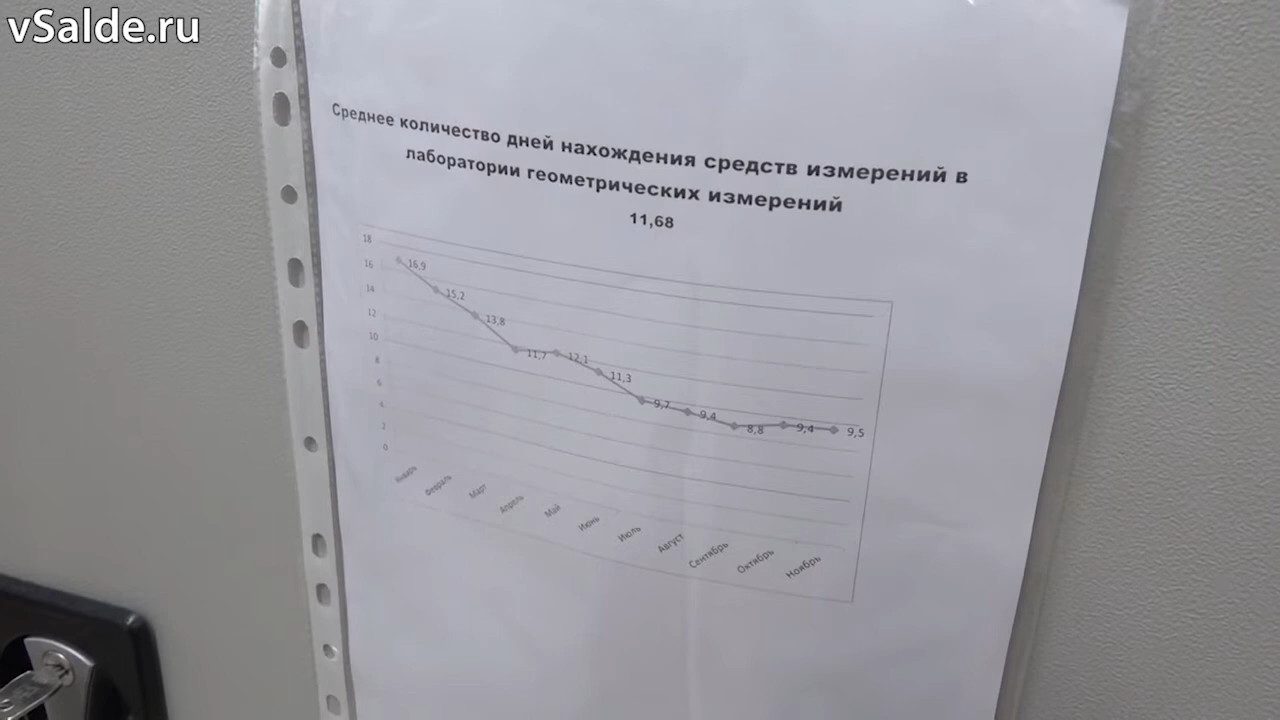 vSalde.ru
Среднее количество дней нахождения средств измерений в
лаборатории геометрических измерений
11,68
18
16
14
12
10
8
6
4
2
0
16,9
15,2
13,8
11,7
12,1
11,3
9,7
9,4
8,8
9,4
9,5
Январь
Февраль
Март
Апрель
Май
Июнь
Июль
Август
Сентябрь
Октябрь
Ноябрь